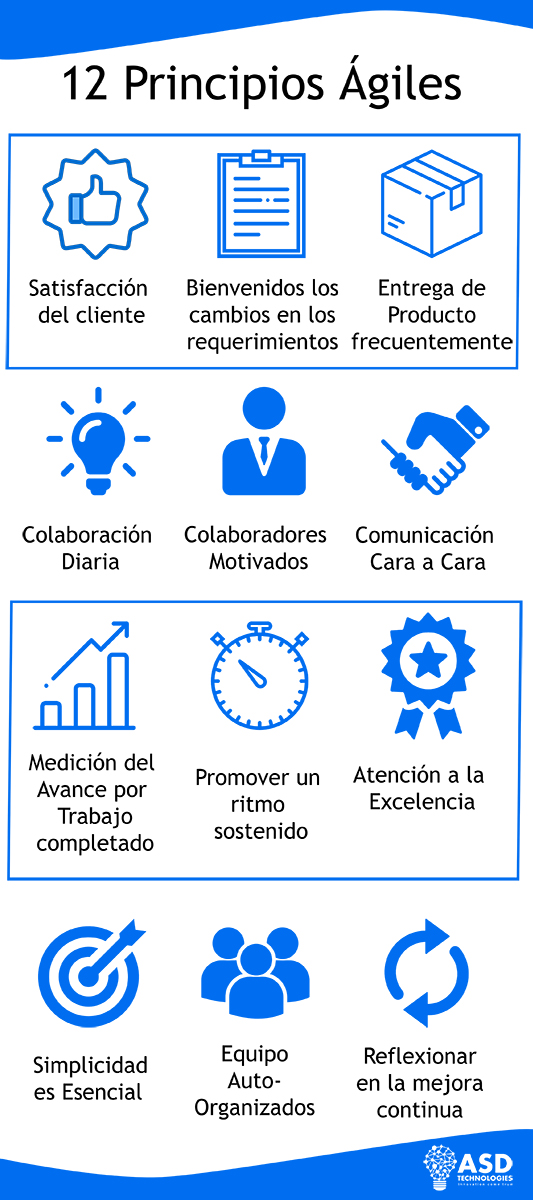 12 Principios Ágiles
Satisfacción
del cliente
Bienvenidos los
cambios en los
requerimientos
Entrega de
Producto
frecuentemente
Colaboración
Diaria
Colaboradores
Motivados
Comunicación
Cara a Cara
Medición del
Avance por
Trabajo
completado
Promover un
ritmo
sostenido
Atención a la
Excelencia
Simplicidad
es Esencial
Equipo
Auto-
Organizados
Reflexionar
en la mejora
continua
ASD
TECHNOLOGIES